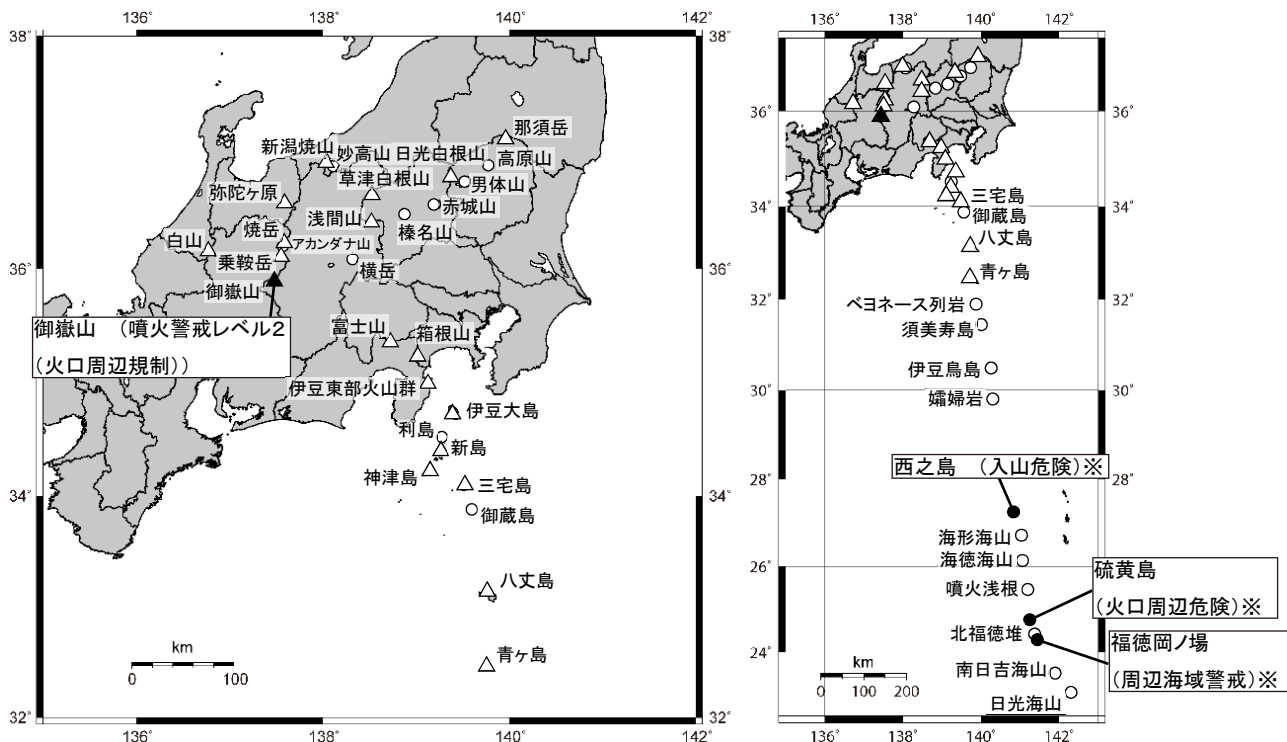 136° 138° 140° 142°
38° 38°
那須岳
新潟焼山 妙高山 日光白根山 高原山
草津白根山 男体山
弥陀ヶ原 赤城山
浅間山 榛名山
焼岳 アカンダナ山
白山
乗鞍岳 横岳
36° 36°
御嶽山
御嶽山 (噴火警戒レベル2
(火口周辺規制))
富士山 箱根山
伊豆東部火山群
伊豆大島
利島
新島
神津島
三宅島
34° 34°
御蔵島
八丈島
青ヶ島
km
0 100
32° 32°
136° 138° 140° 142°
136° 138° 140° 142°
36° 36°
三宅島
34° 34°
御蔵島
八丈島
青ヶ島
32° 32°
ベヨネース列岩
須美寿島
伊豆鳥島
30° 30°
孀婦岩
28° 28°
西之島 (入山危険)※
海形海山
海徳海山
26° 26°
噴火浅根
硫黄島
(火口周辺危険)※
北福徳堆
福徳岡ノ場
(周辺海域警戒)※
24° 24°
南日吉海山
日光海山
km
0 100 200
136° 138° 140° 142°